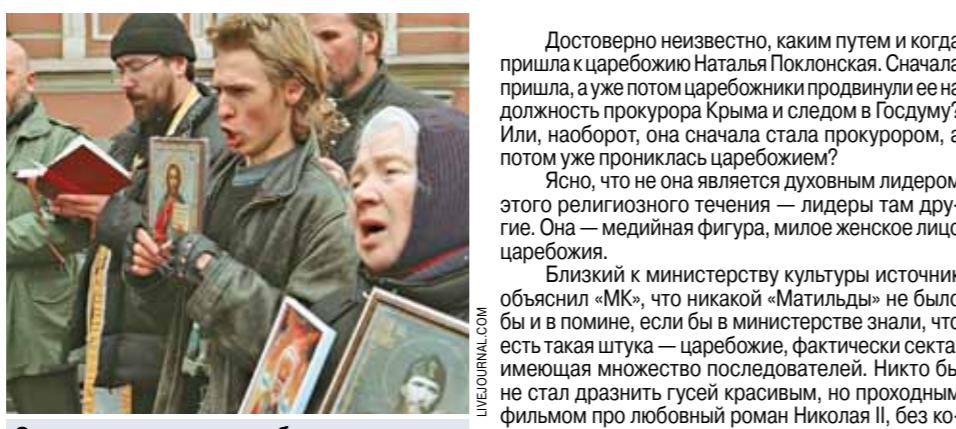 Достоверно неизвестно, каким путем и когда
пришла к царебожию Наталья Поклонская. Сначала
пришла, а уже потом царебожники продвинули ее на
должность прокурора Крыма и следом в Госдуму?
Или, наоборот, она сначала стала прокурором, а
потом уже прониклась царебожием?
Ясно, что не она является духовным лидером
этого религиозного течения — лидеры там дру-
гие. Она — медийная фигура, милое женское лицо
царебожия.
Близкий к министерству культуры источник
объяснил «МК», что никакой «Матильды» не было
бы и в помине, если бы в министерстве знали, что
есть такая штука — царебожие, фактически секта,
имеющая множество последователей. Никто бы
не стал дразнить гусей красивым, но проходным
фильмом про любовный роман Николая II, без ко-
LIVEJOURNAL.COM